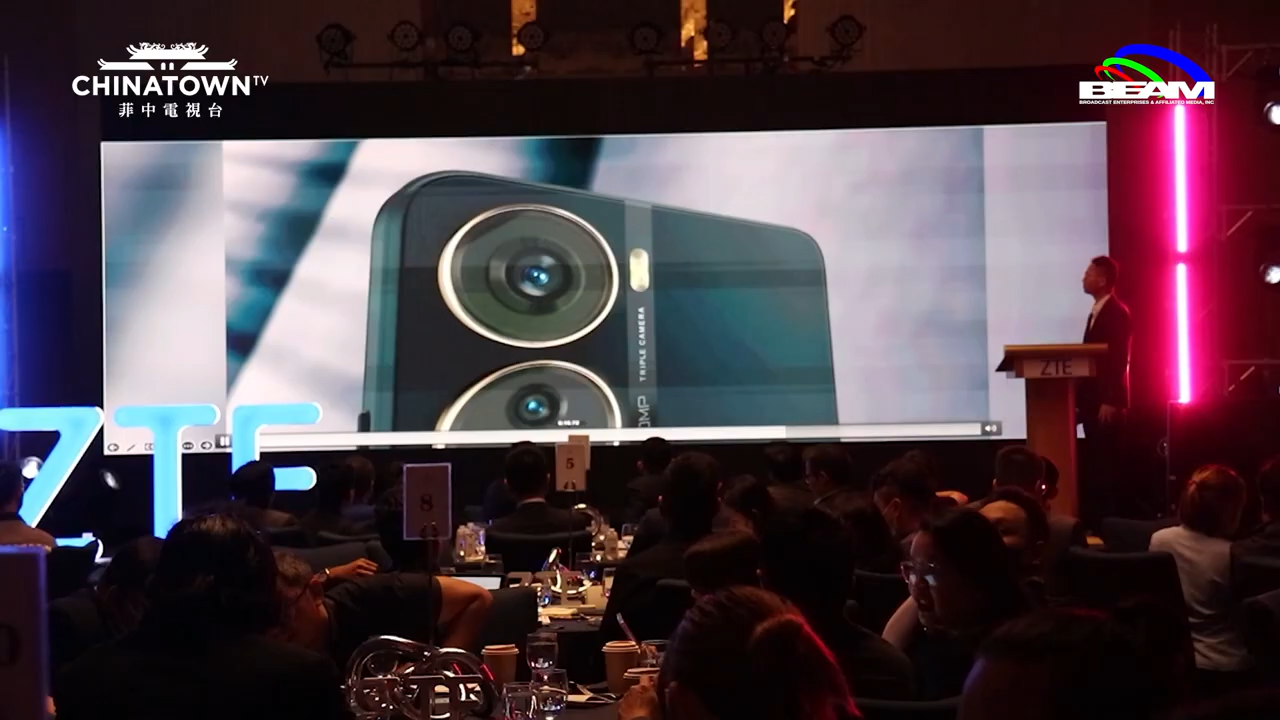 CHINATOWN TV
菲中電視台
BEAM
BROADCAST ENTERPRISES & AFFILIATED MEDIA, INC
TRIPLE CAMERA
ZTE
ZTE
5
8